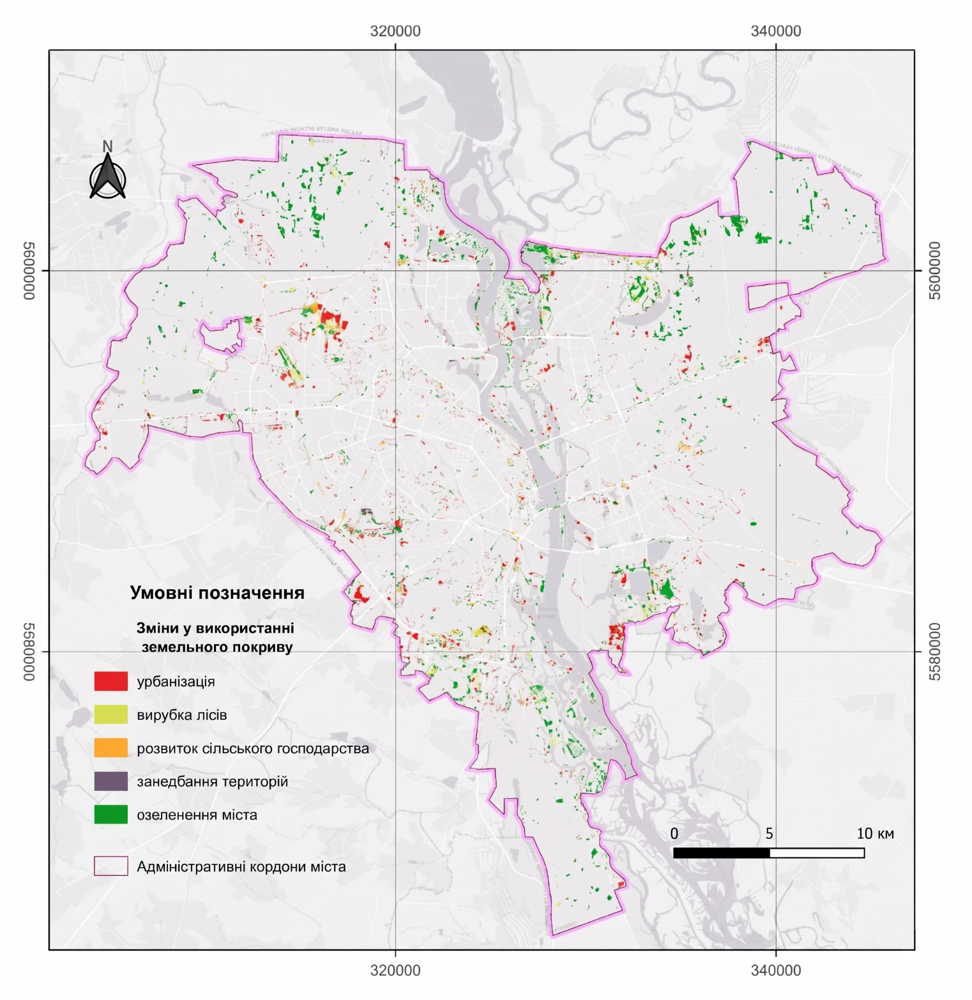 320000
340000
N
5600000
5600000
Умовні позначення
Зміни у використанні
земельного покриву
5580000
5580000
урбанізація
вирубка лісів
розвиток сільського господарства
занедбання територій
озеленення міста
0 5 10 км
Адміністративні кордони міста
320000
340000